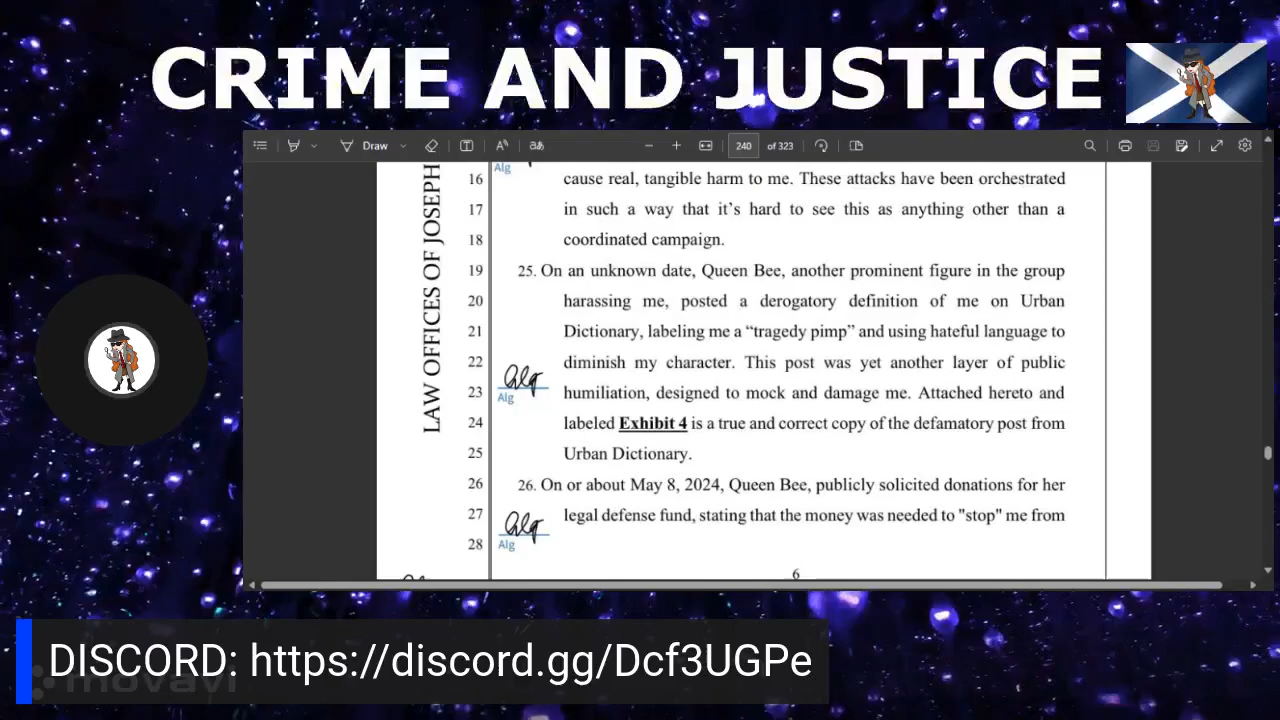 CRIME AND JUSTICE
Draw
240 of 323
LAW OFFICES OF JOSEPH
Alg
16 cause real, tangible harm to me. These attacks have been orchestrated
17 in such a way that it’s hard to see this as anything other than a
18 coordinated campaign.
19 25. On an unknown date, Queen Bee, another prominent figure in the group
20 harassing me, posted a derogatory definition of me on Urban
21 Dictionary, labeling me a “tragedy pimp” and using hateful language to
22 diminish my character. This post was yet another layer of public
23 humiliation, designed to mock and damage me. Attached hereto and
Alg
24 labeled Exhibit 4 is a true and correct copy of the defamatory post from
25 Urban Dictionary.
26 26. On or about May 8, 2024, Queen Bee, publicly solicited donations for her
27 legal defense fund, stating that the money was needed to "stop" me from
28
Alg
6
DISCORD: https://discord.gg/Dcf3UGPe
movavi